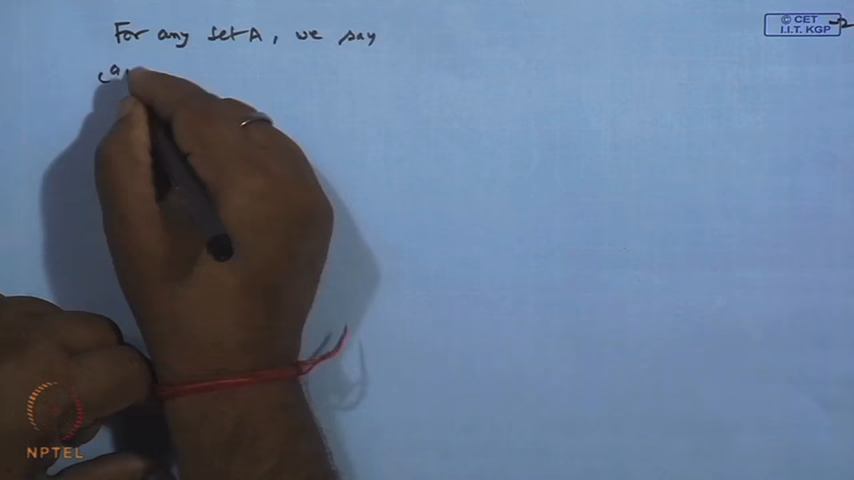 For any set A, we say
(a)
© CET
I.I.T. KGP
NPTEL